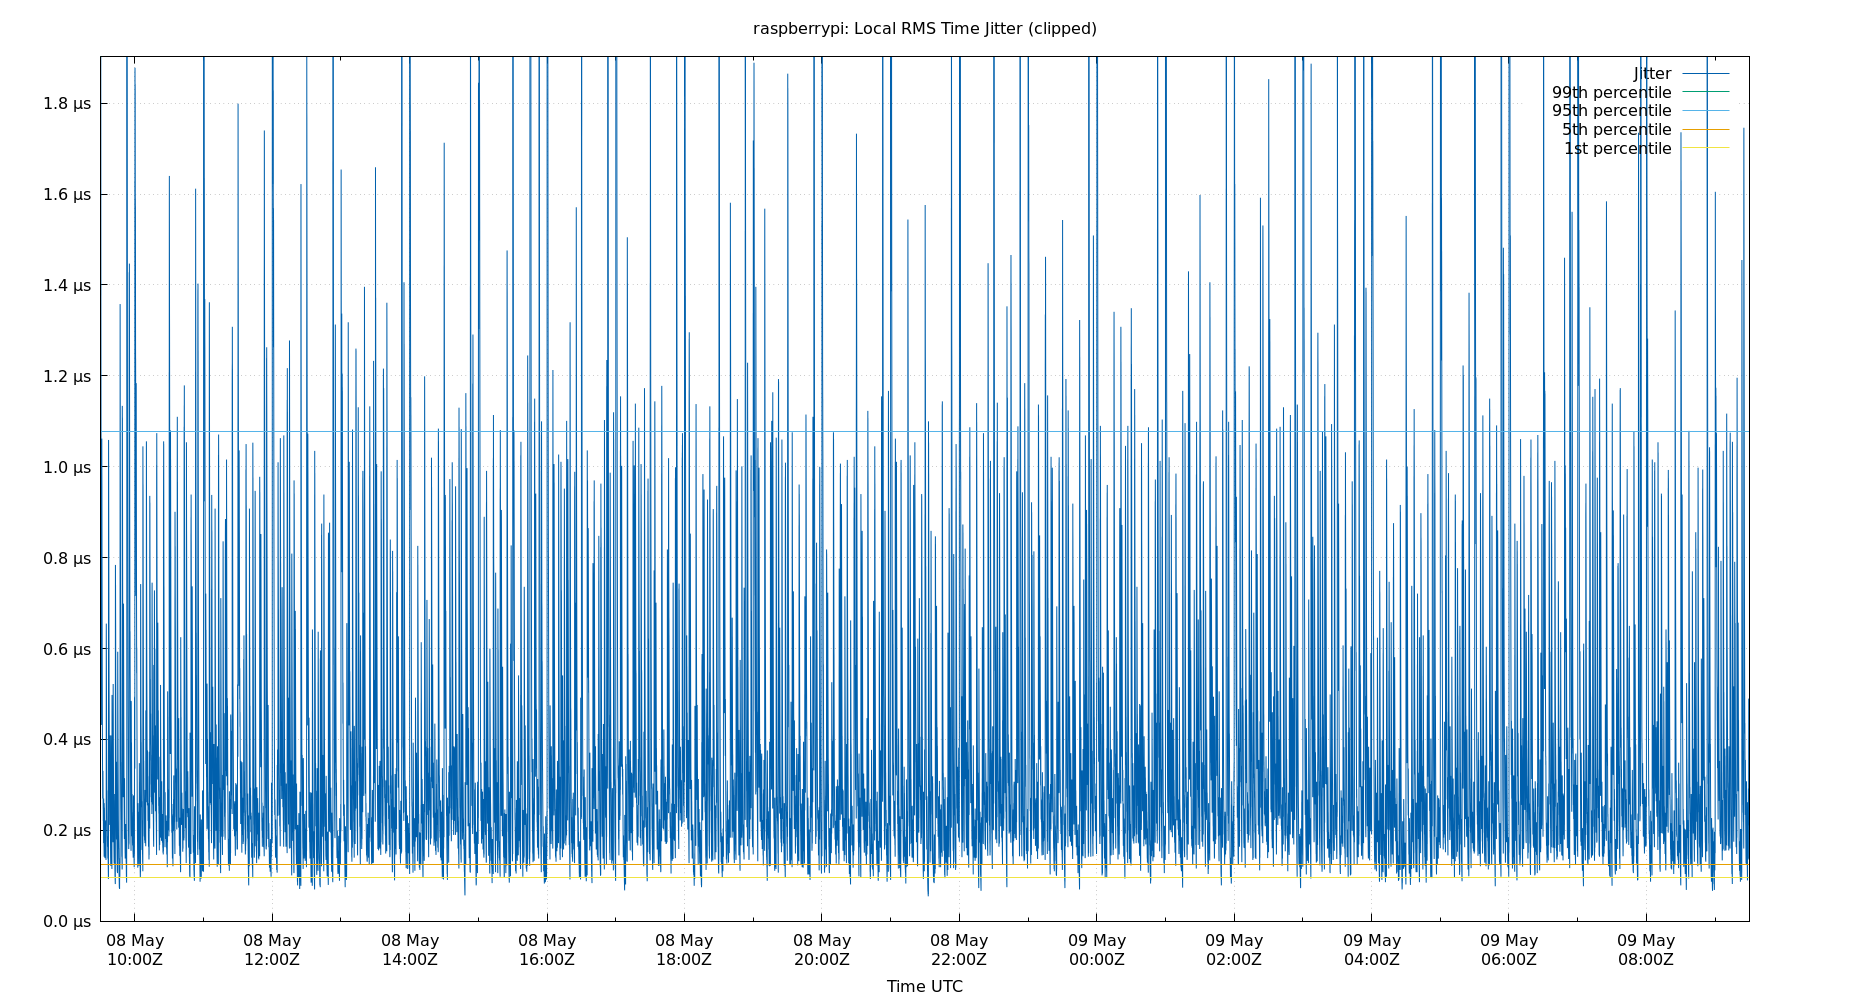 raspberrypi: Local RMS Time Jitter (clipped)
Jitter
99th percentile
95th percentile
5th percentile
1st percentile
1.8 µs
1.6 µs
1.4 µs
1.2 µs
1.0 µs
0.8 µs
0.6 µs
0.4 µs
0.2 µs
0.0 µs
08 May 08 May 08 May 08 May 08 May 08 May 08 May 09 May 09 May 09 May 09 May 09 May
10:00Z 12:00Z 14:00Z 16:00Z 18:00Z 20:00Z 22:00Z 00:00Z 02:00Z 04:00Z 06:00Z 08:00Z
Time UTC